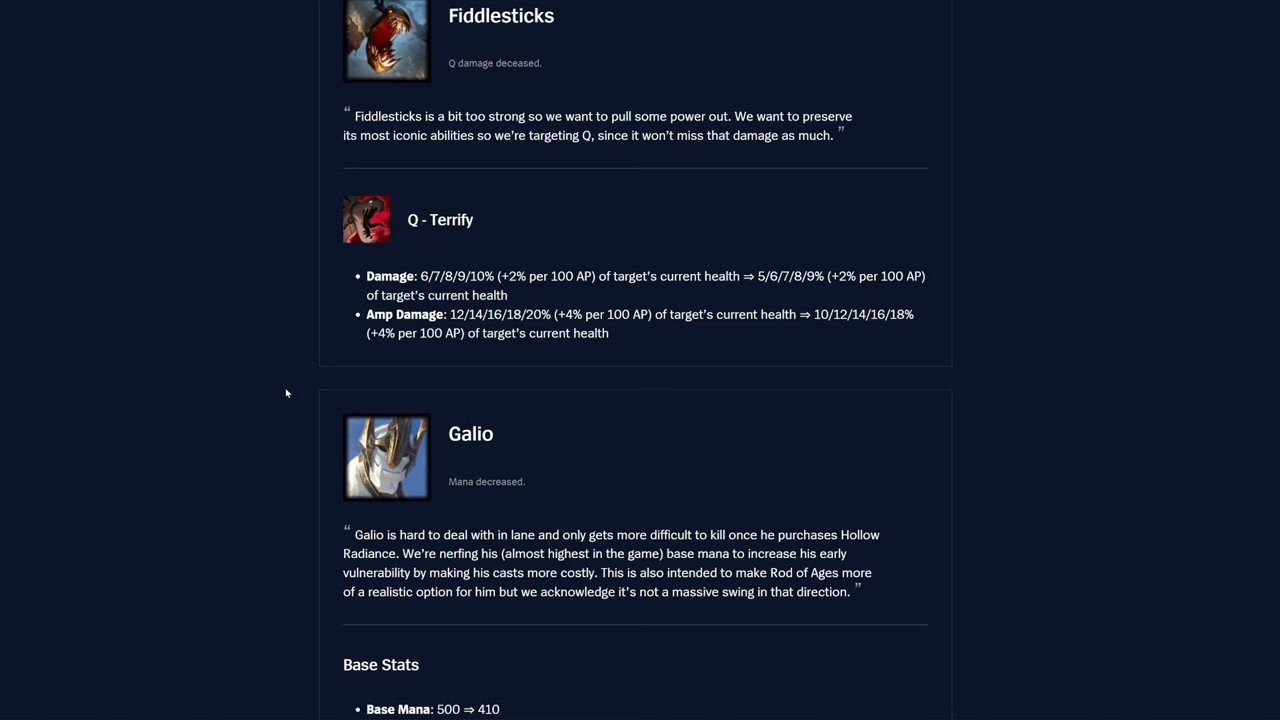 Fiddlesticks
Q damage deceased.
“ Fiddlesticks is a bit too strong so we want to pull some power out. We want to preserve
its most iconic abilities so we’re targeting Q, since it won’t miss that damage as much. ”
Q - Terrify
• Damage: 6/7/8/9/10% (+2% per 100 AP) of target’s current health ⇒ 5/6/7/8/9% (+2% per 100 AP)
of target’s current health
• Amp Damage: 12/14/16/18/20% (+4% per 100 AP) of target’s current health ⇒ 10/12/14/16/18%
(+4% per 100 AP) of target’s current health
Galio
Mana decreased.
“ Galio is hard to deal with in lane and only gets more difficult to kill once he purchases Hollow
Radiance. We’re nerfing his (almost highest in the game) base mana to increase his early
vulnerability by making his casts more costly. This is also intended to make Rod of Ages more
of a realistic option for him but we acknowledge it's not a massive swing in that direction. ”
Base Stats
• Base Mana: 500 ⇒ 410